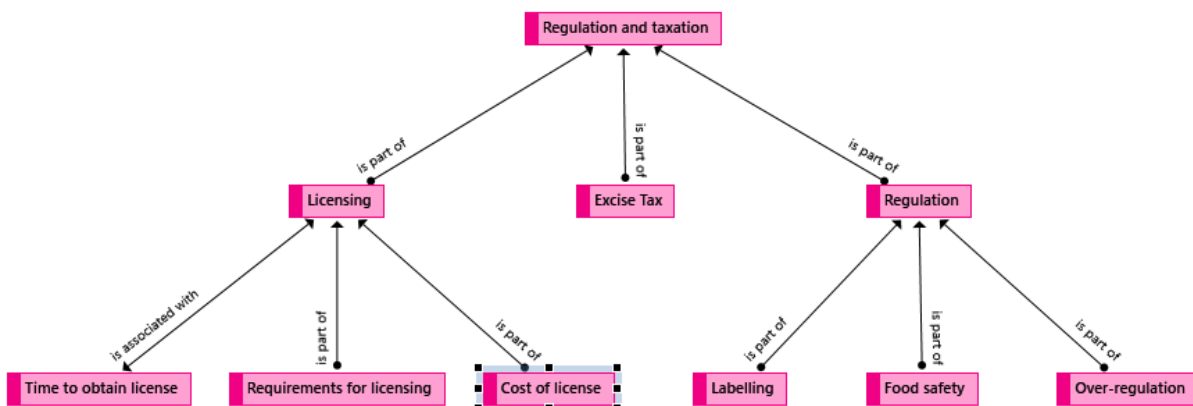 Regulation and taxation
is part of
is part of
is part of
Licensing
Excise Tax
Regulation
is associated with
is part of
is part of
is part of
is part of
is part of
Time to obtain license
Requirements for licensing
Cost of license
Labelling
Food safety
Over-regulation